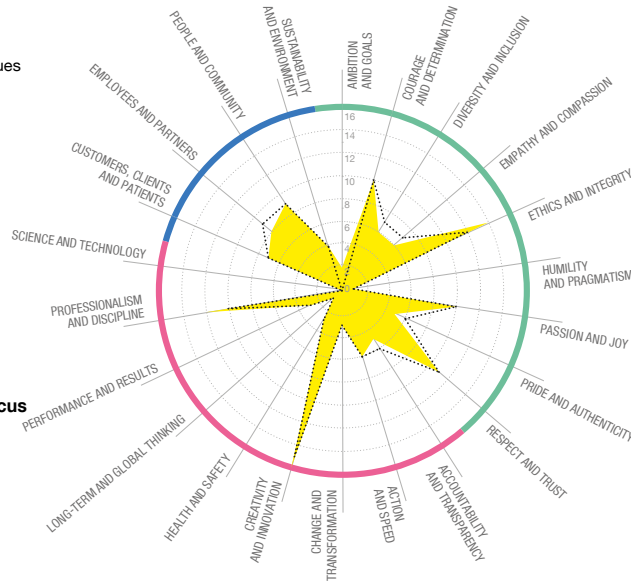 ues
cus
AMBITION
AND GOALS
COURAGE
AND DETERMINATION
DIVERSITY AND INCLUSION
EMPATHY AND COMPASSION
ETHICS AND INTEGRITY
HUMILITY
AND PRAGMATISM
PASSION AND JOY
PRIDE AND AUTHENTICITY
RESPECT AND TRUST
ACCOUNTABILITY
AND TRANSPARENCY
ACTION
AND SPEED
CHANGE AND
TRANSFORMATION
CREATIVITY
AND INNOVATION
HEALTH AND SAFETY
LONG-TERM AND GLOBAL THINKING
PERFORMANCE AND RESULTS
PROFESSIONALISM
AND DISCIPLINE
SCIENCE AND TECHNOLOGY
CUSTOMERS, CLIENTS
AND PATIENTS
EMPLOYEES AND PARTNERS
PEOPLE AND COMMUNITY
SUSTAINABILITY
AND ENVIRONMENT
16
14
12
10
8
6
4